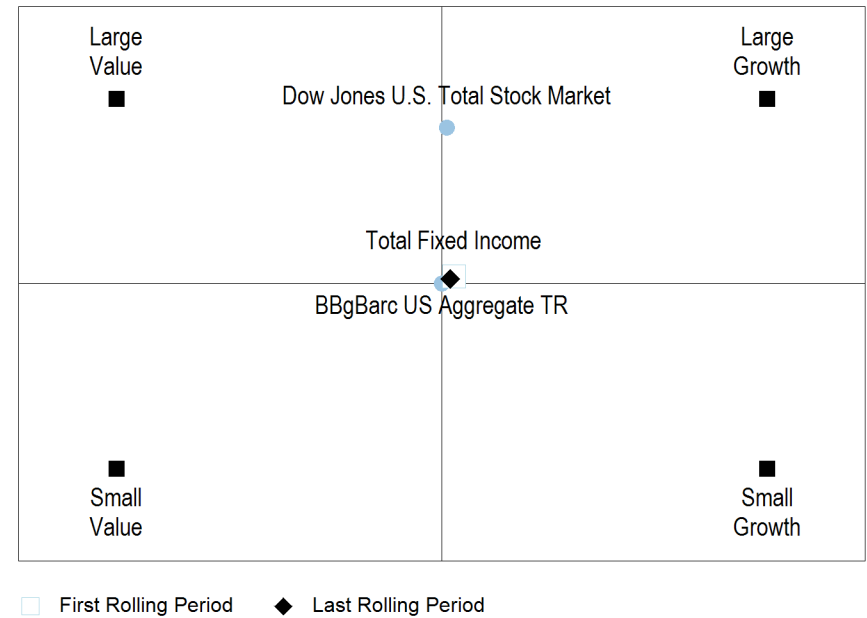 Large
Value
Large
Growth
Dow Jones U.S. Total Stock Market
Total Fixed Income
BBgBarc US Aggregate TR
Small
Value
Small
Growth
First Rolling Period
Last Rolling Period